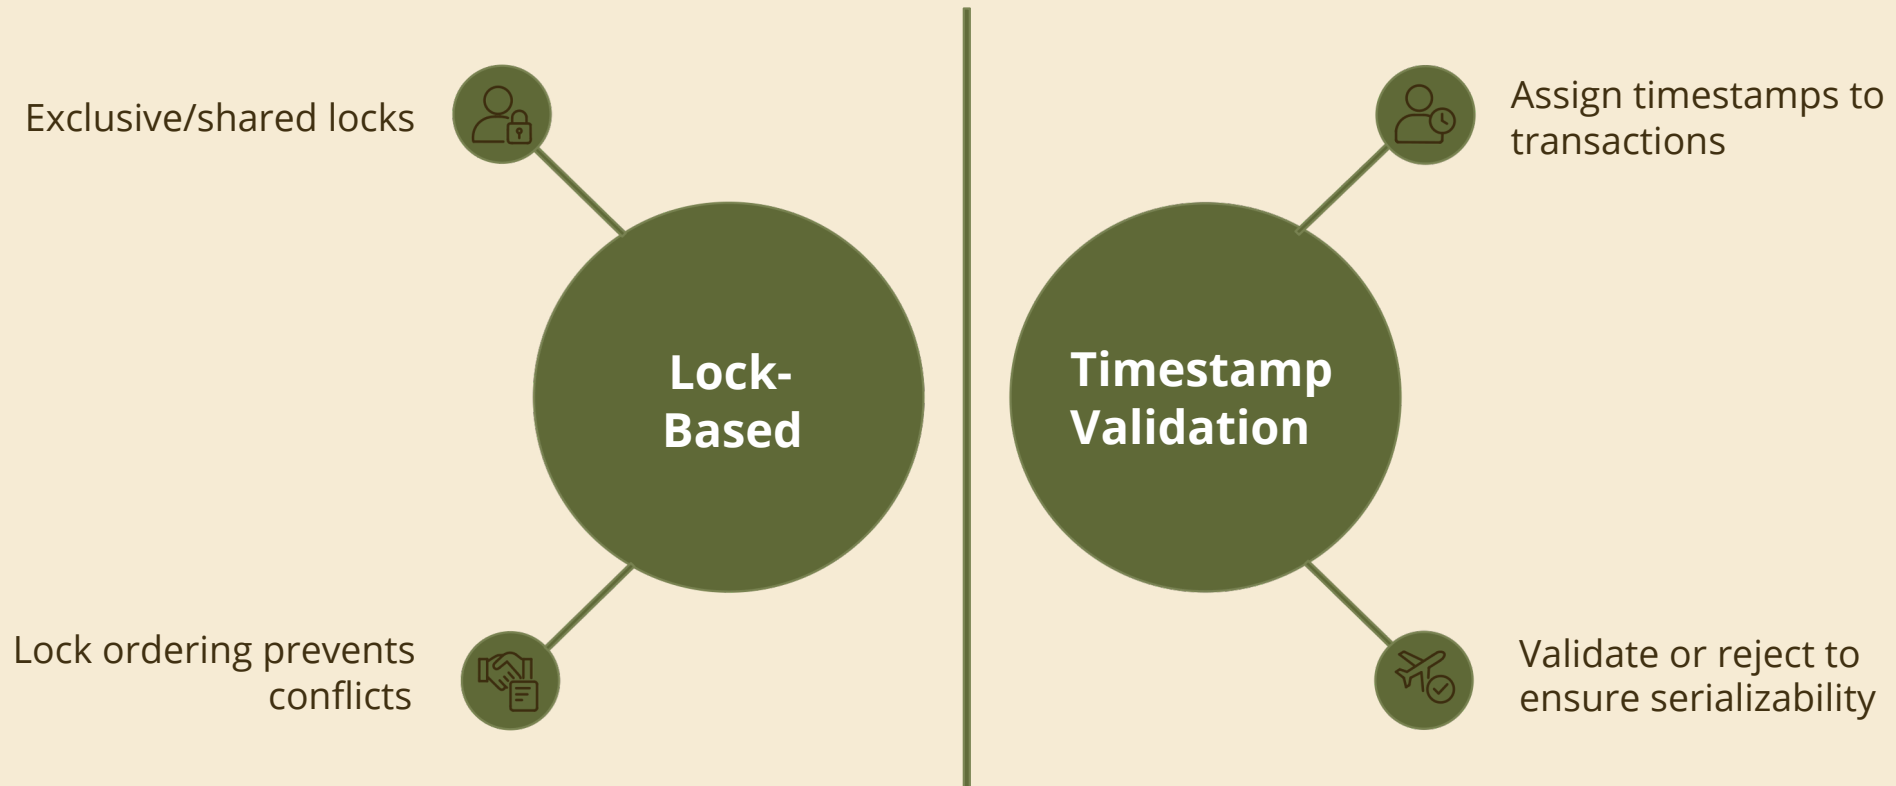 Exclusive/shared locks
Lock-
Based
Lock ordering prevents
conflicts
Assign timestamps to
transactions
Timestamp
Validation
Validate or reject to
ensure serializability